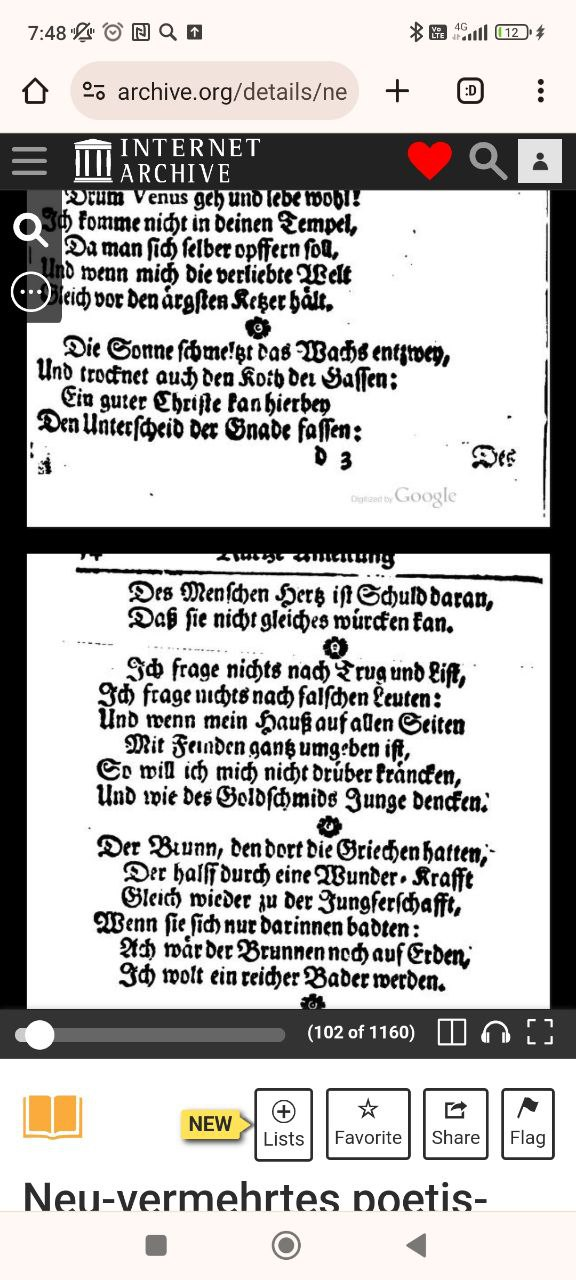 7:48
4G
12
archive.org/details/ne
:D
INTERNET
ARCHIVE
Drum Venus geh und lebe wohl!
Ich komme nicht in deinen Tempel,
Da man sich selber opffern soll,
Und wenn mich die verliebte Welt
Gleich vor den årgsten Ketzer hålt.
Die Sonne schmeltzt das Wachs entzwey,
Und trocknet auch den Koth der Gassen:
Ein guter Christe kan hierbey
Den Unterscheid der Gnade fassen:
D 3
Des
Digitized by Google
Anleitung
Des Menschen Hertz ist Schuld daran,
Daß sie nicht gleiches würcken kan.
Ich frage nichts nach Trug und List,
Ich frage nichts nach falschen Leuten:
Und wenn mein Hauß auf allen Seiten
Mit Feinden gantz umgeben ist,
So will ich mich nicht drüber kräncken,
Und wie des Goldschmids Junge dencken.
Der Brunn, den dort die Griechen hatten,
Der halff durch eine Wunder-Krafft
Gleich wieder zu der Jungferschafft,
Wenn sie sich nur darinnen badten:
Ach wår der Brunnen noch auf Erden,
Ich wolt ein reicher Bader werden.
(102 of 1160)
NEW
Lists
Favorite
Share
Flag
Neu-vermehrtes poetis-